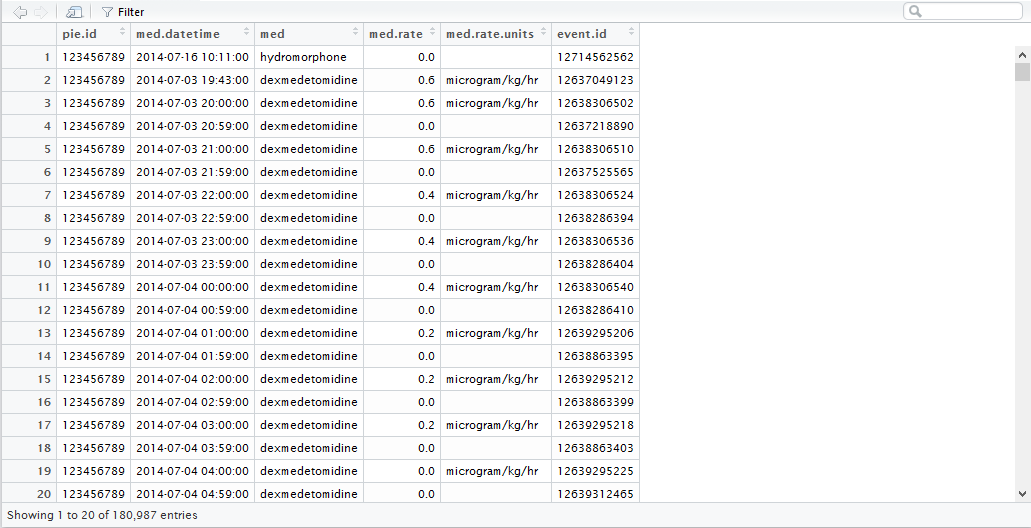 Filter
pie.id med.datetime med med.rate med.rate.units event.id
1 123456789 2014-07-16 10:11:00 hydromorphone 0.0 12714562562
2 123456789 2014-07-03 19:43:00 dexmedetomidine 0.6 microgram/kg/hr 12637049123
3 123456789 2014-07-03 20:00:00 dexmedetomidine 0.6 microgram/kg/hr 12638306502
4 123456789 2014-07-03 20:59:00 dexmedetomidine 0.0 12637218890
5 123456789 2014-07-03 21:00:00 dexmedetomidine 0.6 microgram/kg/hr 12638306510
6 123456789 2014-07-03 21:59:00 dexmedetomidine 0.0 12637525565
7 123456789 2014-07-03 22:00:00 dexmedetomidine 0.4 microgram/kg/hr 12638306524
8 123456789 2014-07-03 22:59:00 dexmedetomidine 0.0 12638286394
9 123456789 2014-07-03 23:00:00 dexmedetomidine 0.4 microgram/kg/hr 12638306536
10 123456789 2014-07-03 23:59:00 dexmedetomidine 0.0 12638286404
11 123456789 2014-07-04 00:00:00 dexmedetomidine 0.4 microgram/kg/hr 12638306540
12 123456789 2014-07-04 00:59:00 dexmedetomidine 0.0 12638286410
13 123456789 2014-07-04 01:00:00 dexmedetomidine 0.2 microgram/kg/hr 12639295206
14 123456789 2014-07-04 01:59:00 dexmedetomidine 0.0 12638863395
15 123456789 2014-07-04 02:00:00 dexmedetomidine 0.2 microgram/kg/hr 12639295212
16 123456789 2014-07-04 02:59:00 dexmedetomidine 0.0 12638863399
17 123456789 2014-07-04 03:00:00 dexmedetomidine 0.2 microgram/kg/hr 12639295218
18 123456789 2014-07-04 03:59:00 dexmedetomidine 0.0 12638863403
19 123456789 2014-07-04 04:00:00 dexmedetomidine 0.0 microgram/kg/hr 12639295225
20 123456789 2014-07-04 04:59:00 dexmedetomidine 0.0 12639312465
Showing 1 to 20 of 180,987 entries